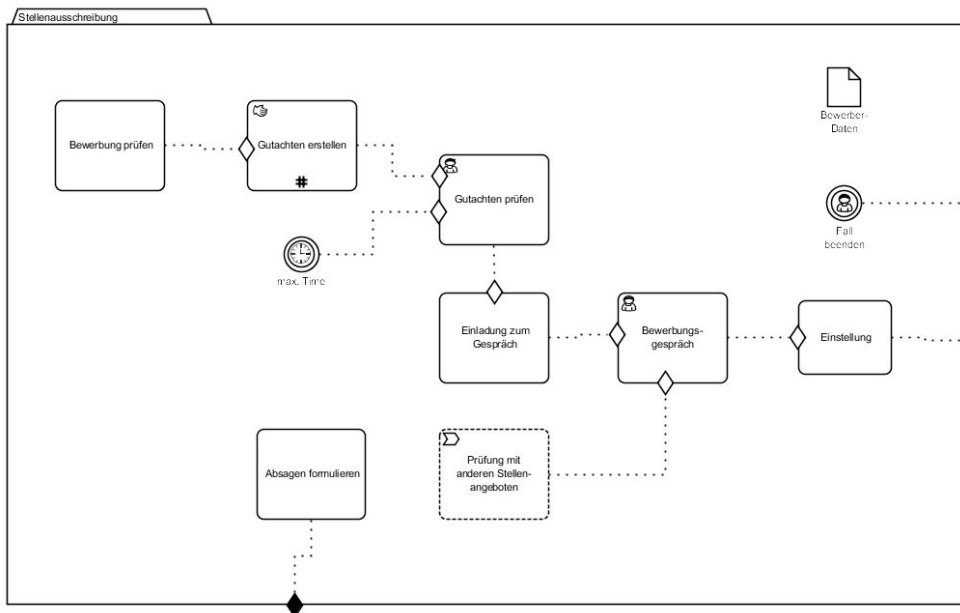 Stellenausschreibung
Bewerbung prüfen
Gutachten erstellen
Gutachten prüfen
max. Time
Bewerber-
Daten
Fall
beenden
Einladung zum
Gespräch
Bewerbungs-
gespräch
Einstellung
Absagen formulieren
Prüfung mit
anderen Stellen-
angeboten